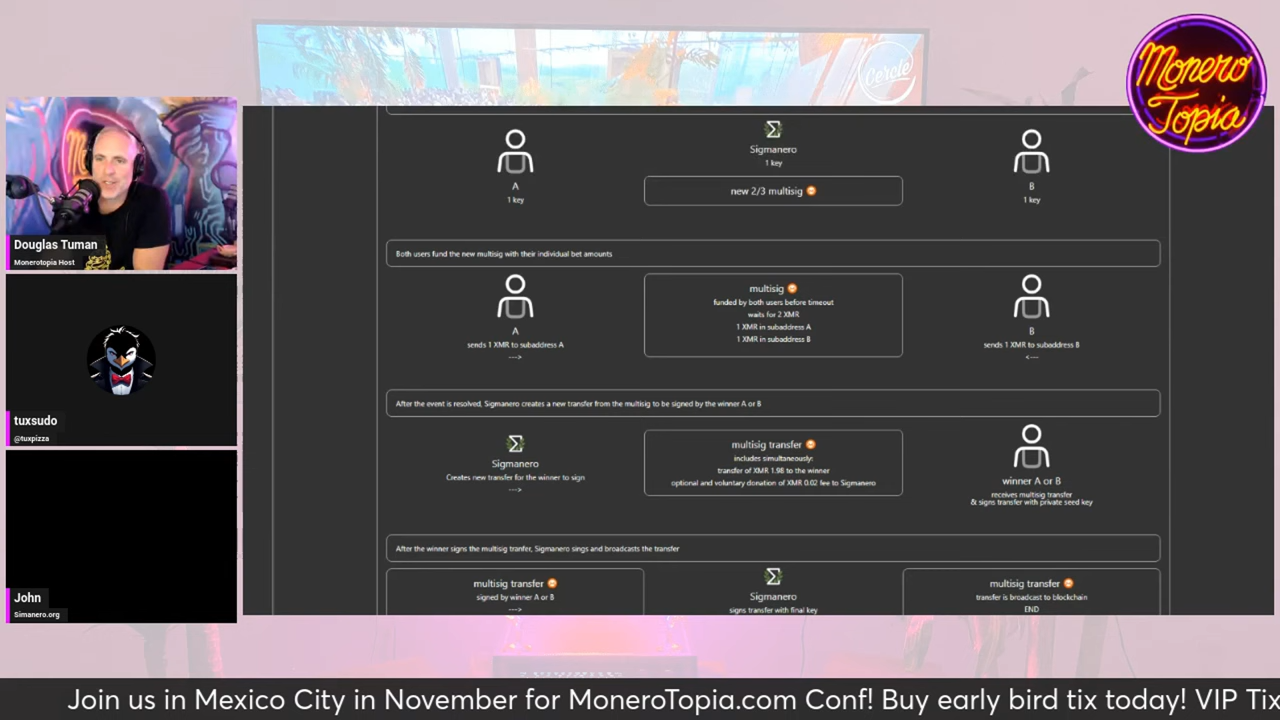 Cercle
Monero
Topia
Douglas Tuman
Monerotopia Host
tuxsudo
@tuxpizza
John
Simanero.org
Sigmanero
1 key
A
1 key
new 2/3 multisig
B
1 key
Both users fund the new multisig with their individual bet amounts
A
sends 1 XMR to subaddress A
--->
multisig
funded by both users before timeout
waits for 2 XMR
1 XMR in subaddress A
1 XMR in subaddress B
B
sends 1 XMR to subaddress B
<---
After the event is resolved, Sigmanero creates a new transfer from the multisig to be signed by the winner A or B
Sigmanero
Creates new transfer for the winner to sign
--->
multisig transfer
includes simultaneously:
transfer of XMR 1.98 to the winner
optional and voluntary donation of XMR 0.02 fee to Sigmanero
winner A or B
receives multisig transfer
& signs transfer with private seed key
After the winner signs the multisig tranfer, Sigmanero sings and broadcasts the transfer
multisig transfer
signed by winner A or B
--->
Sigmanero
signs transfer with final key
multisig transfer
transfer is broadcast to blockchain
END
Join us in Mexico City in November for MoneroTopia.com Conf! Buy early bird tix today! VIP Tix